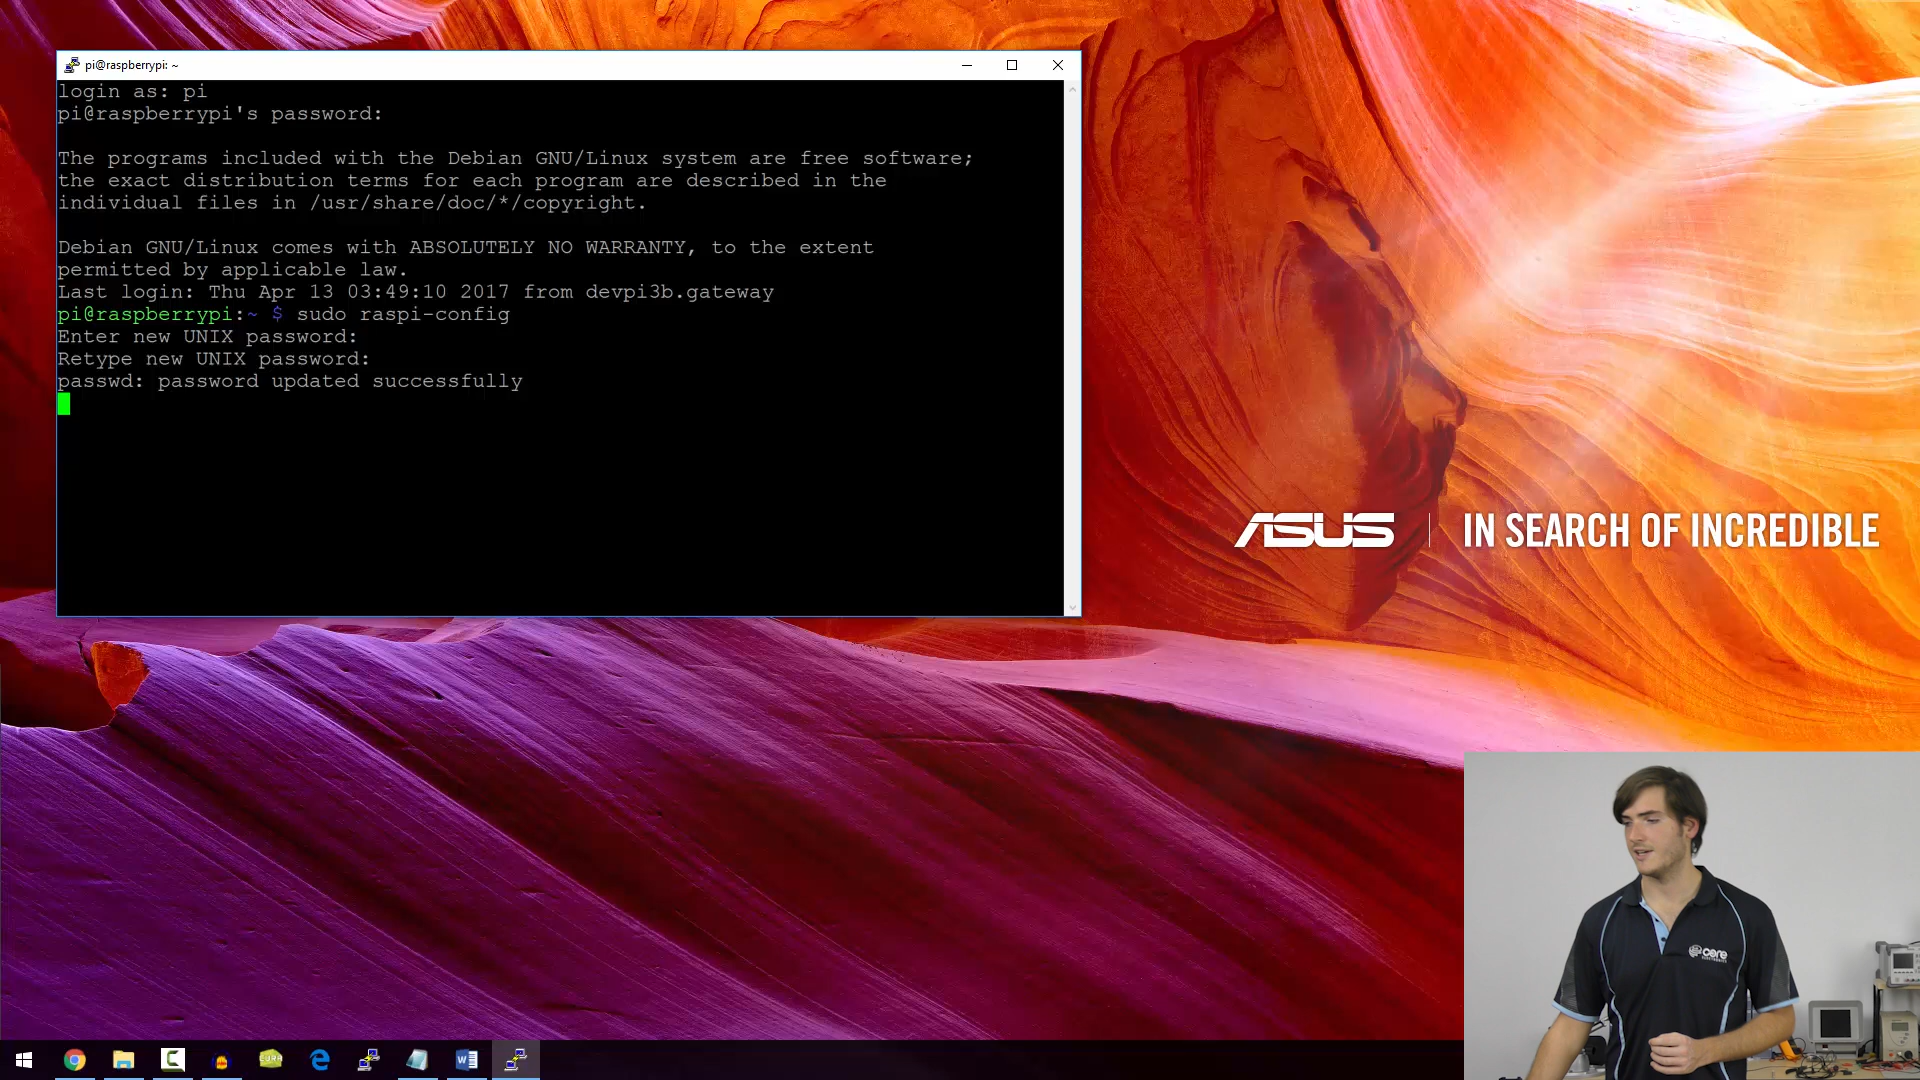 pi@raspberrypi: ~
login as: pi
pi@raspberrypi's password:
The programs included with the Debian GNU/Linux system are free software;
the exact distribution terms for each program are described in the
individual files in /usr/share/doc/*/copyright.
Debian GNU/Linux comes with ABSOLUTELY NO WARRANTY, to the extent
permitted by applicable law.
Last login: Thu Apr 13 03:49:10 2017 from devpi3b.gateway
pi@raspberrypi:~ $ sudo raspi-config
Enter new UNIX password:
Retype new UNIX password:
passwd: password updated successfully
ASUS | IN SEARCH OF INCREDIBLE
core
ELECTRONICS
CURA